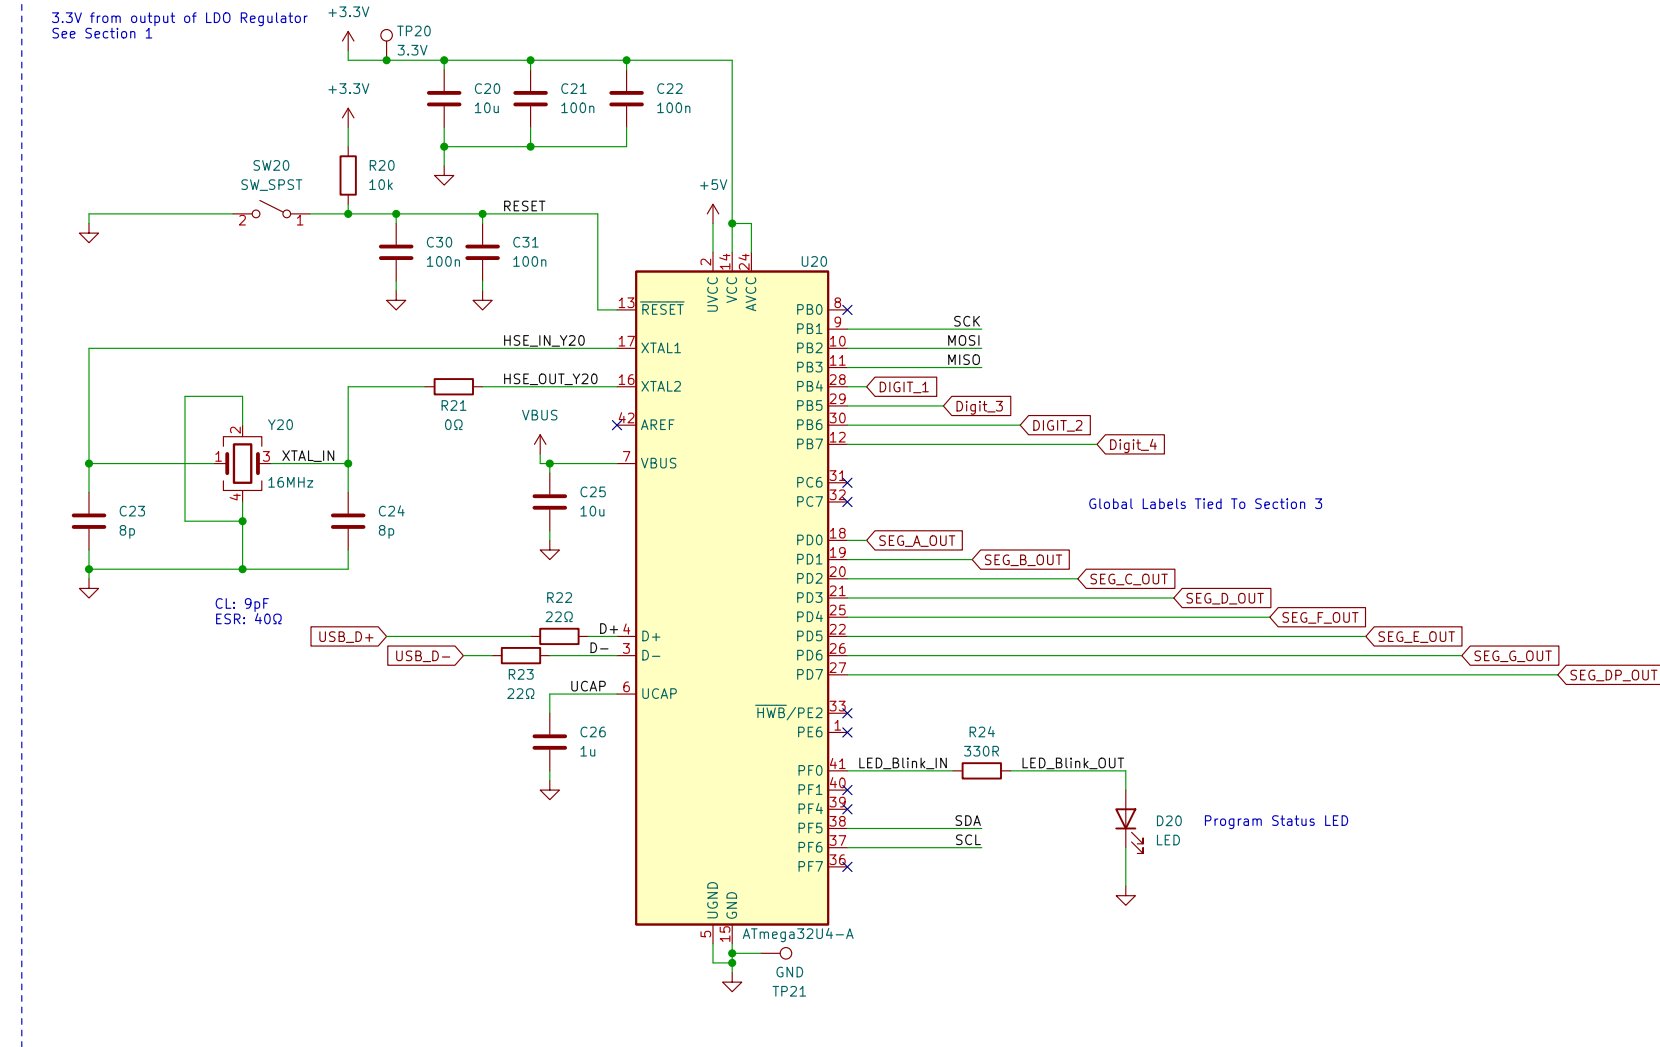 3.3V from output of LDO Regulator
See Section 1
+3.3V
TP20
3.3V
+3.3V
C20
10u
C21
100n
C22
100n
SW20
SW_SPST
2
1
R20
10k
RESET
C30
100n
C31
100n
+5V
U20
2
14
24
UVCC
VCC
AVCC
13
RESET
HSE_IN_Y20
17
XTAL1
HSE_OUT_Y20
16
XTAL2
R21
0Ω
VBUS
42
AREF
7
VBUS
Y20
2
1
3
4
XTAL_IN
16MHz
C23
8p
C24
8p
C25
10u
CL: 9pF
ESR: 40Ω
R22
22Ω
USB_D+
D+
4
D+
USB_D-
D-
3
D-
R23
22Ω
UCAP
6
UCAP
C26
1u
PB0
8
PB1
9
SCK
PB2
10
MOSI
PB3
11
MISO
PB4
28
DIGIT_1
PB5
29
Digit_3
PB6
30
DIGIT_2
PB7
12
Digit_4
PC6
31
PC7
32
Global Labels Tied To Section 3
PD0
18
SEG_A_OUT
PD1
19
SEG_B_OUT
PD2
20
SEG_C_OUT
PD3
21
SEG_D_OUT
PD4
25
SEG_F_OUT
PD5
22
SEG_E_OUT
PD6
26
SEG_G_OUT
PD7
27
SEG_DP_OUT
HWB/PE2
33
PE6
1
R24
330R
PF0
41
LED_Blink_IN
LED_Blink_OUT
PF1
40
PF4
39
PF5
38
SDA
PF6
37
SCL
PF7
36
D20
LED
Program Status LED
UGND
GND
5
15
ATmega32U4-A
GND
TP21